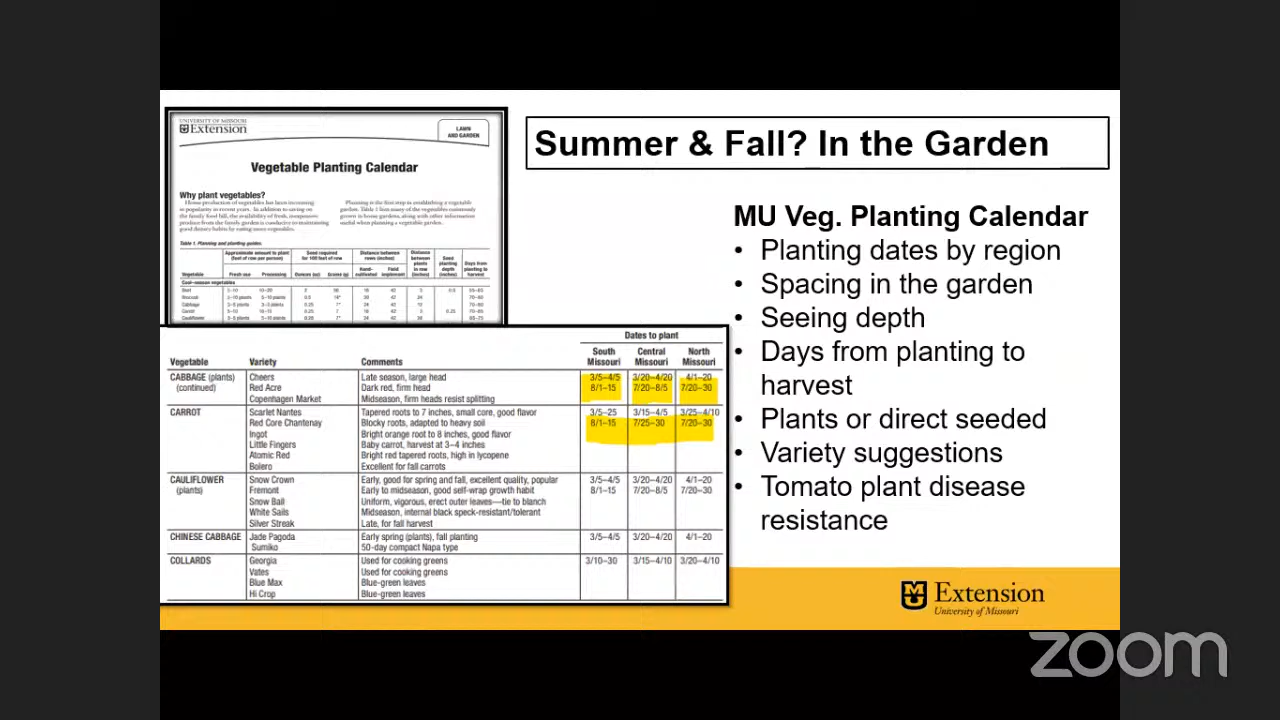 UNIVERSITY OF MISSOURI
Extension
LAWN
AND GARDEN
Vegetable Planting Calendar
Why plant vegetables?
Table 1. Planning and planting guides.
Summer & Fall? In the Garden
MU Veg. Planting Calendar
• Planting dates by region
• Spacing in the garden
• Seeing depth
• Days from planting to
harvest
• Plants or direct seeded
• Variety suggestions
• Tomato plant disease
resistance
Dates to plant
Vegetable Variety Comments South Missouri Central Missouri North Missouri
CABBAGE (plants) Cheers Late season, large head 3/5–4/5 3/20–4/20 4/1–20
(continued) Red Acre Dark red, firm head 8/1–15 7/20–8/5 7/20–30
Copenhagen Market Midseason, firm heads resist splitting
CARROT Scarlet Nantes Tapered roots to 7 inches, small core, good flavor 3/5–25 3/15–4/5 3/25–4/10
Red Core Chantenay Blocky roots, adapted to heavy soil 8/1–15 7/25–30 7/20–30
Ingot Bright orange root to 8 inches, good flavor
Little Fingers Baby carrot, harvest at 3–4 inches
Atomic Red Bright red tapered roots, high in lycopene
Bolero Excellent for fall carrots
CAULIFLOWER Snow Crown Early, good for spring and fall, excellent quality, popular 3/5–4/5 3/20–4/20 4/1–20
(plants) Fremont Early to midseason, good self-wrap growth habit 8/1–15 7/20–8/5 7/20–30
Snow Ball Uniform, vigorous, erect outer leaves—tie to blanch
White Sails Midseason, internal black speck-resistant/tolerant
Silver Streak Late, for fall harvest
CHINESE CABBAGE Jade Pagoda Early spring (plants), fall planting 3/5–4/5 3/20–4/20 4/1–20
Sumiko 50-day compact Napa type
COLLARDS Georgia Used for cooking greens 3/10–30 3/15–4/10 3/20–4/10
Vates Used for cooking greens
Blue Max Blue-green leaves
Hi Crop Blue-green leaves
Extension
University of Missouri
zoom